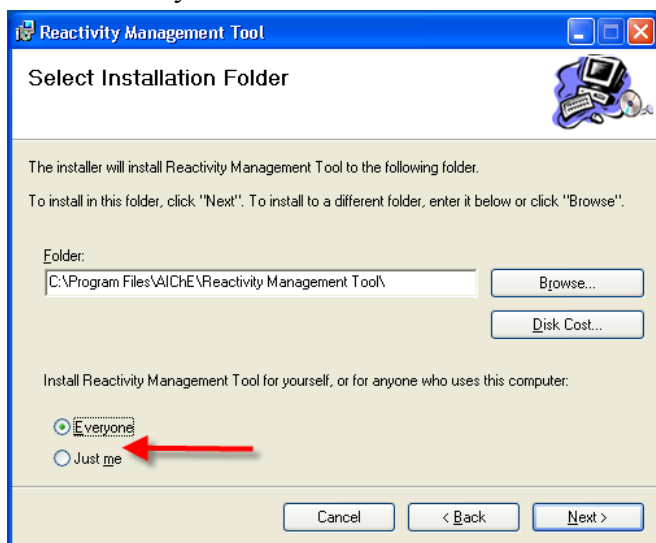 Reactivity Management Tool
Select Installation Folder
The installer will install Reactivity Management Tool to the following folder.
To install in this folder, click "Next". To install to a different folder, enter it below or click "Browse".
Folder:
C:\Program Files\AIChE\Reactivity Management Tool\
Browse...
Disk Cost...
Install Reactivity Management Tool for yourself, or for anyone who uses this computer:
Everyone
Just me
Cancel
< Back
Next >